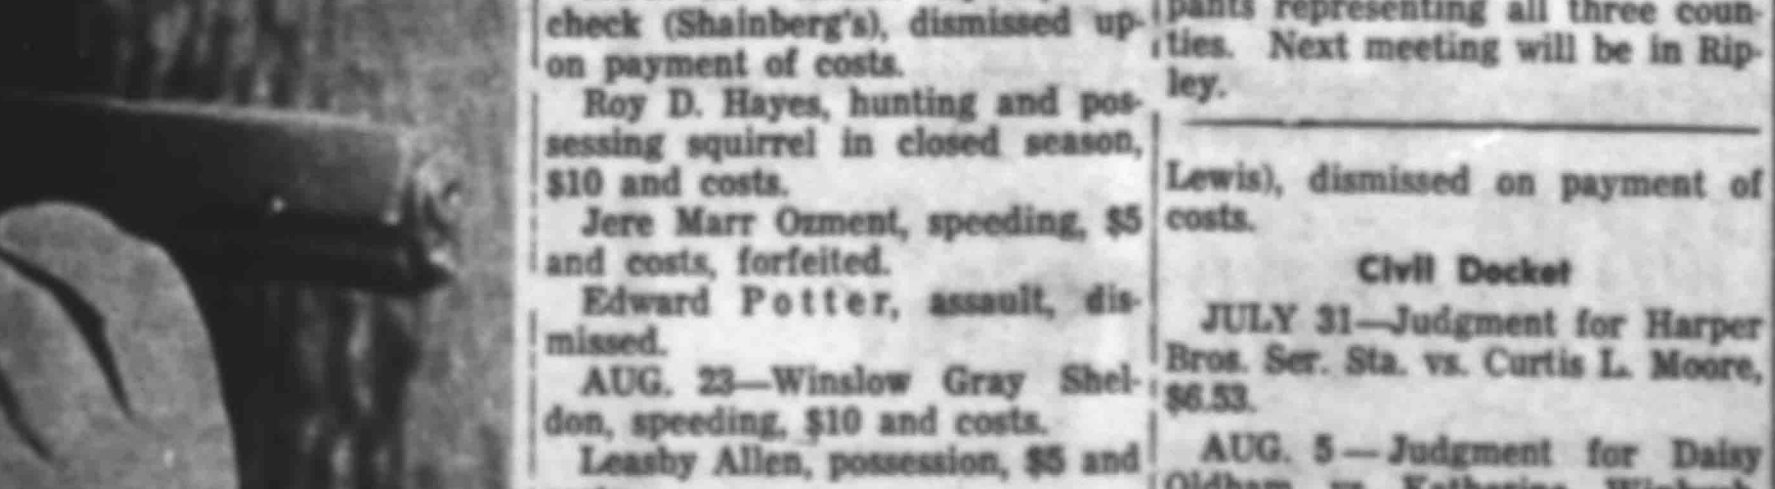 check (Shainberg's), dismissed up-
on payment of costs.
Roy D. Hayes, hunting and pos-
sessing squirrel in closed season,
$10 and costs.
Jere Marr Ozment, speeding, $5
and costs, forfeited.
Edward Potter, assault, dis-
missed.
AUG. 23—Winslow Gray Shel-
don, speeding, $10 and costs.
Leasby Allen, possession, $5 and
pants representing all three coun-
ties. Next meeting will be in Rip-
ley.
Lewis), dismissed on payment of
costs.
Civil Docket
JULY 31—Judgment for Harper
Bros. Ser. Sta. vs. Curtis L. Moore,
$6.53.
AUG. 5—Judgment for Daisy
Oldham vs. Katherine